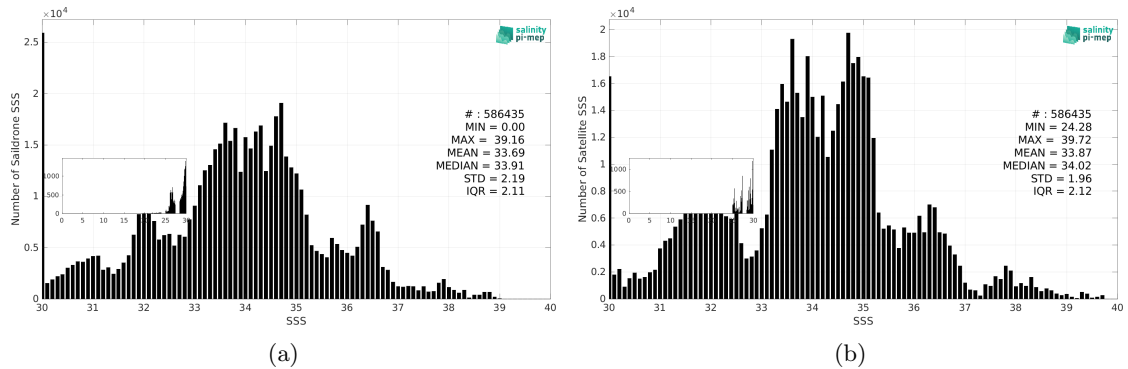 ×10⁴
2.5
2
1.5
1
0.5
0
30 31 32 33 34 35 36 37 38 39 40
SSS
Number of Saildrone SSS
1000
500
0
0 5 10 15 20 25 30
salinity
pi-mep
# : 586435
MIN = 0.00
MAX = 39.16
MEAN = 33.69
MEDIAN = 33.91
STD = 2.19
IQR = 2.11
(a)
×10⁴
2
1.8
1.6
1.4
1.2
1
0.8
0.6
0.4
0.2
0
30 31 32 33 34 35 36 37 38 39 40
SSS
Number of Satellite SSS
1000
500
0
0 5 10 15 20 25 30
salinity
pi-mep
# : 586435
MIN = 24.28
MAX = 39.72
MEAN = 33.87
MEDIAN = 34.02
STD = 1.96
IQR = 2.12
(b)